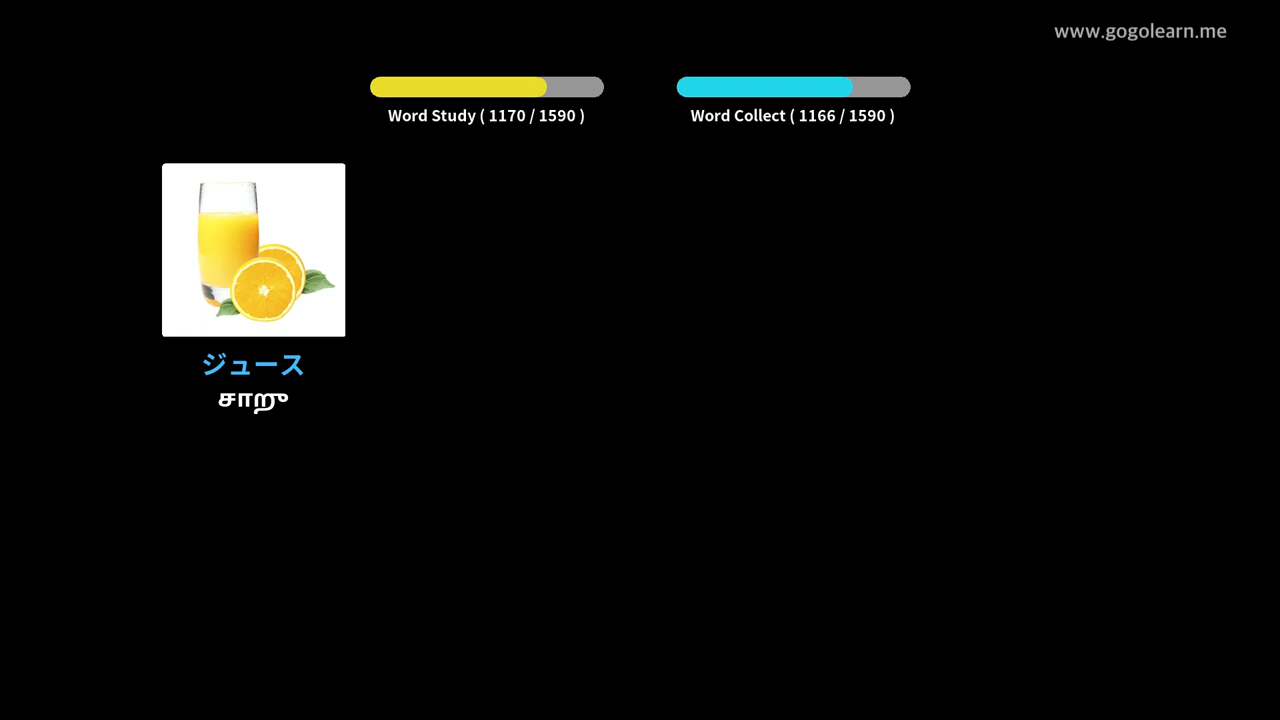 www.gogolearn.me
Word Study ( 1170 / 1590 )
Word Collect ( 1166 / 1590 )
ジュース
சாறு